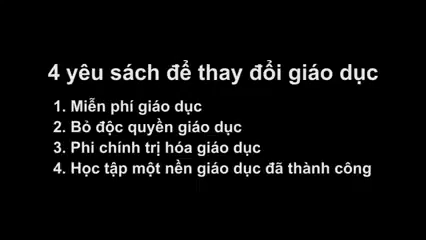 4 yêu sách để thay đổi giáo dục
1. Miễn phí giáo dục
2. Bỏ độc quyền giáo dục
3. Phi chính trị hóa giáo dục
4. Học tập một nền giáo dục đã thành công